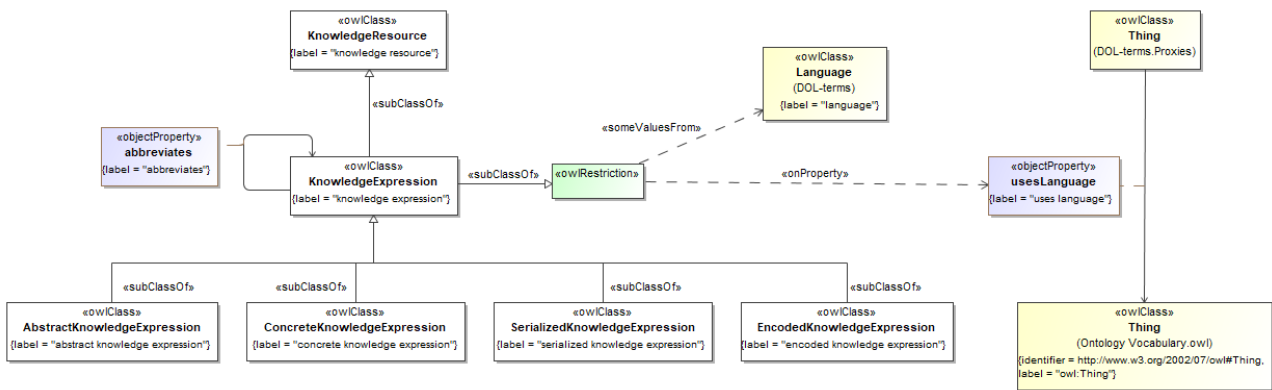 «owlClass»
KnowledgeResource
{label = "knowledge resource"}
«owlClass»
Thing
(DOL-terms.Proxies)
«owlClass»
Language
(DOL-terms)
{label = "language"}
«subClassOf»
«someValuesFrom»
«objectProperty»
abbreviates
{label = "abbreviates"}
«owlClass»
KnowledgeExpression
{label = "knowledge expression"}
«subClassOf»
«owlRestriction»
«onProperty»
«objectProperty»
usesLanguage
{label = "uses language"}
«subClassOf»
«subClassOf»
«subClassOf»
«subClassOf»
«owlClass»
AbstractKnowledgeExpression
{label = "abstract knowledge expression"}
«owlClass»
ConcreteKnowledgeExpression
{label = "concrete knowledge expression"}
«owlClass»
SerializedKnowledgeExpression
{label = "serialized knowledge expression"}
«owlClass»
EncodedKnowledgeExpression
{label = "encoded knowledge expression"}
«owlClass»
Thing
(Ontology Vocabulary.owl)
{identifier = http://www.w3.org/2002/07/owl#Thing,
label = "owl:Thing"}